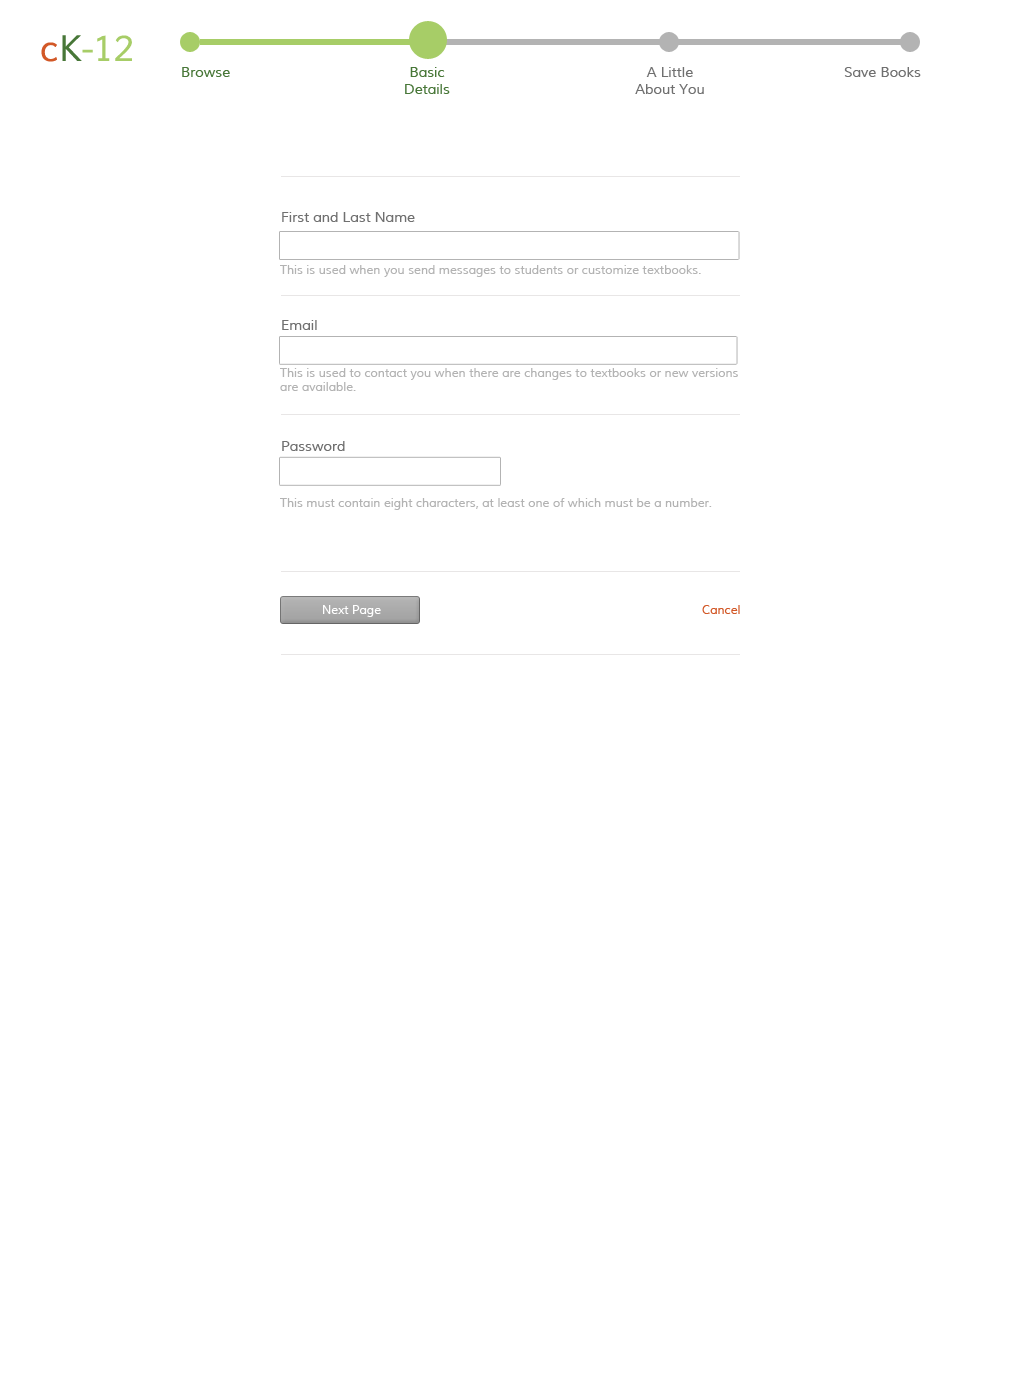 cK-12
Browse
Basic
Details
A Little
About You
Save Books
First and Last Name
This is used when you send messages to students or customize textbooks.
Email
This is used to contact you when there are changes to textbooks or new versions
are available.
Password
This must contain eight characters, at least one of which must be a number.
Next Page
Cancel